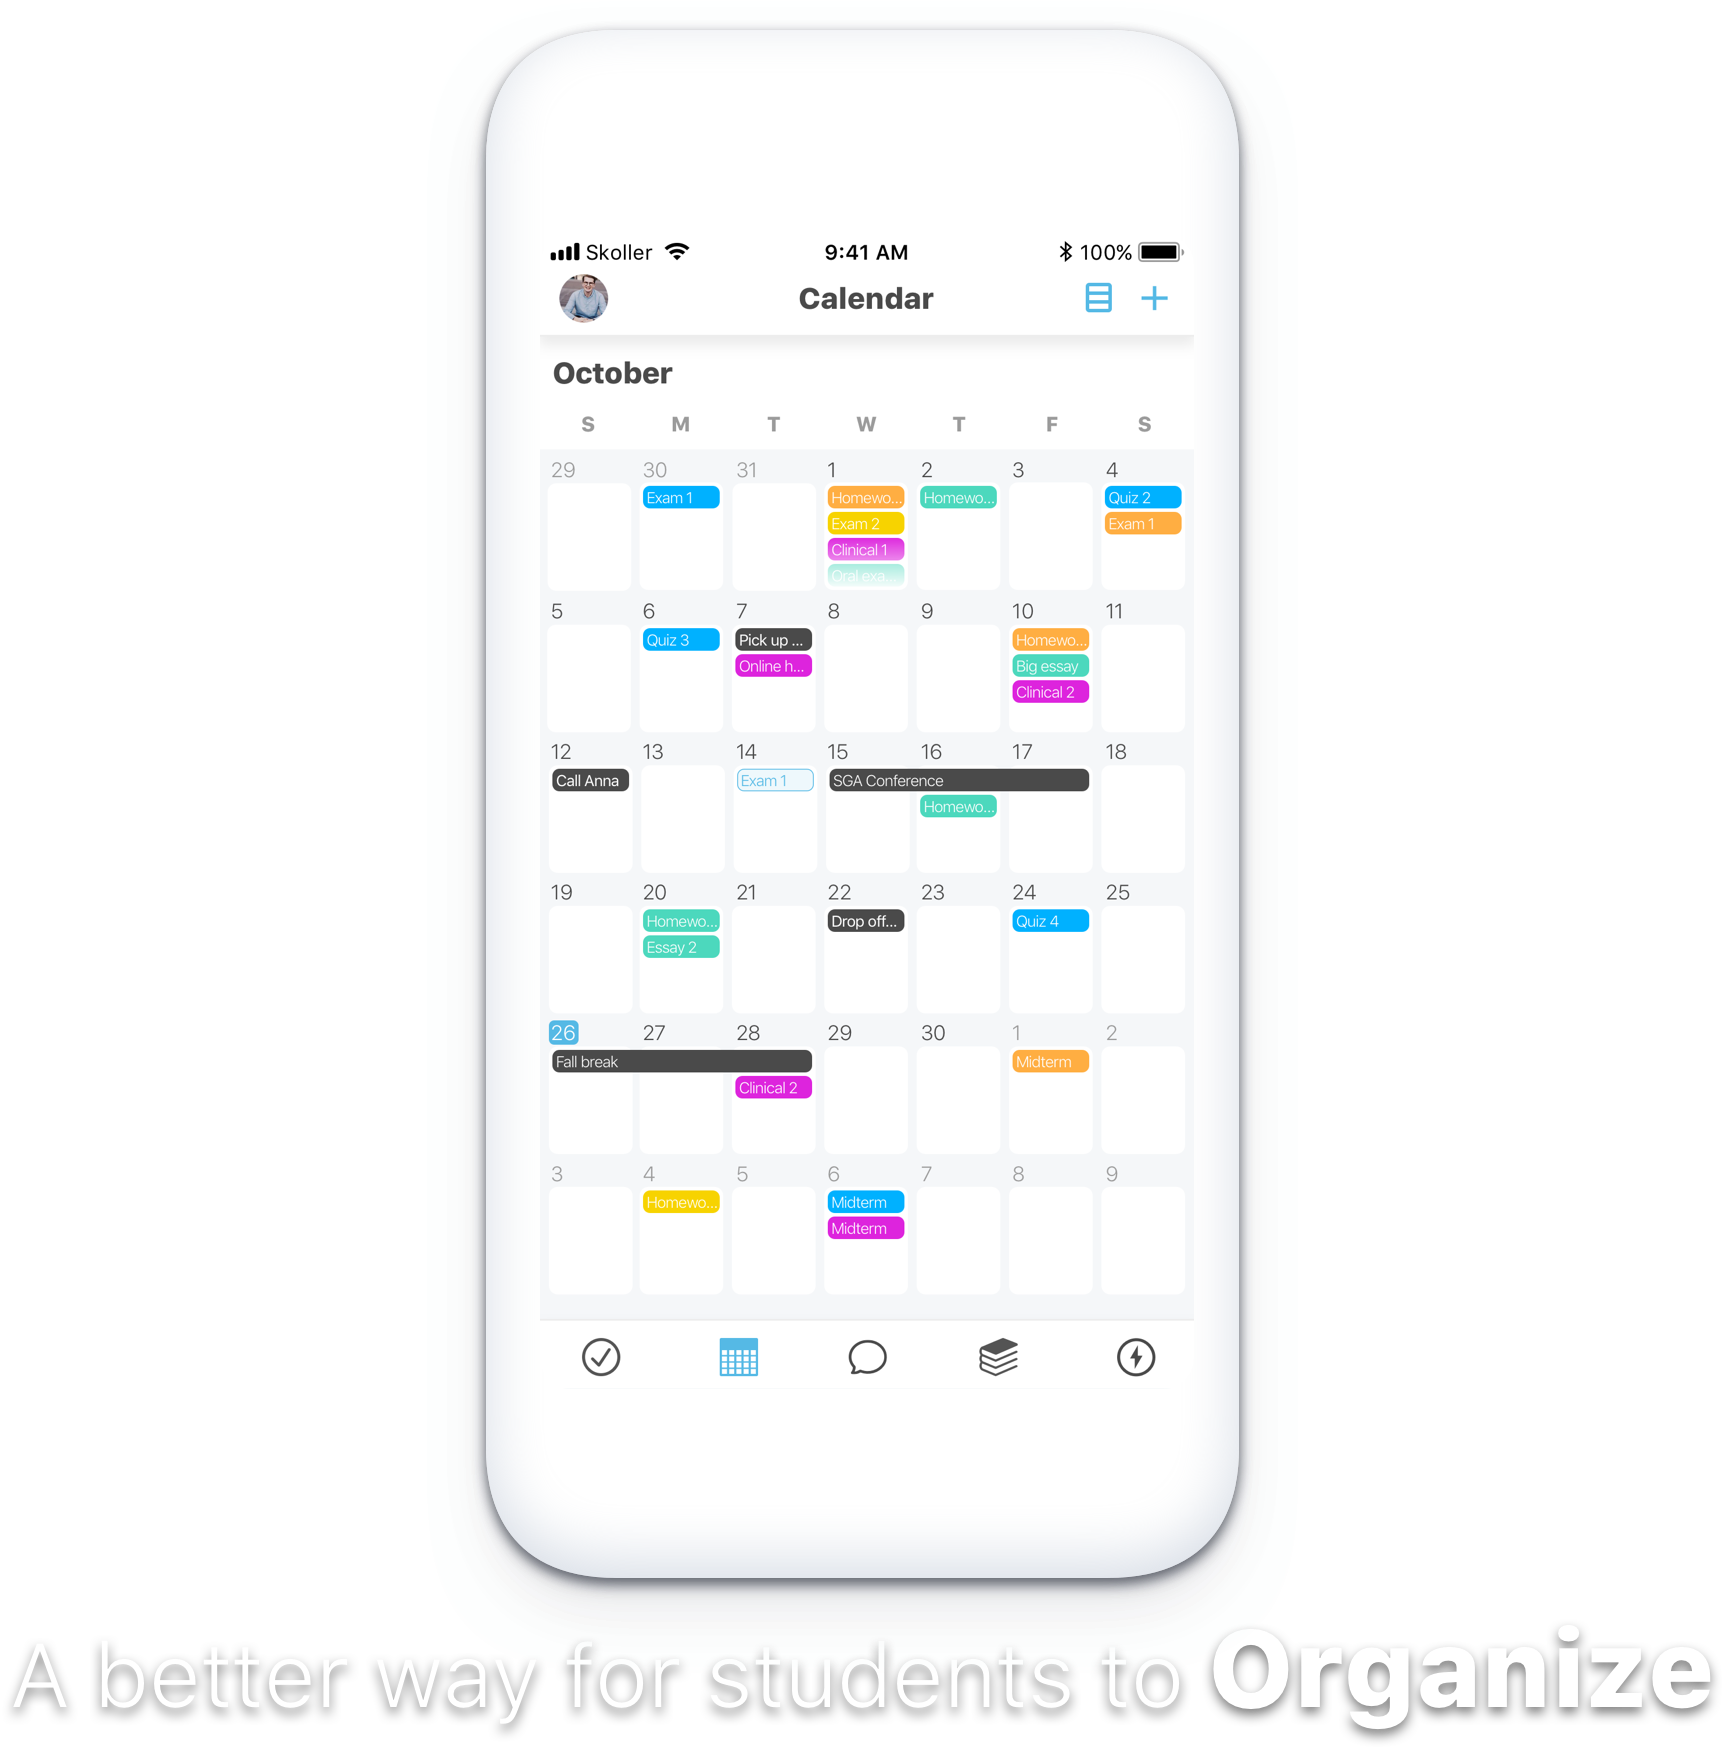 Skoller 9:41 AM 100%
Calendar
October
S M T W T F S
29 30 31 1 2 3 4
Exam 1 Homewo... Homewo... Quiz 2
Exam 2 Exam 1
Clinical 1
Oral exa...
5 6 7 8 9 10 11
Quiz 3 Pick up ... Homewo...
Online h... Big essay
Clinical 2
12 13 14 15 16 17 18
Call Anna Exam 1 SGA Conference
Homewo...
19 20 21 22 23 24 25
Homewo... Drop off... Quiz 4
Essay 2
26 27 28 29 30 1 2
Fall break Midterm
Clinical 2
3 4 5 6 7 8 9
Homewo... Midterm
Midterm
A better way for students to Organize